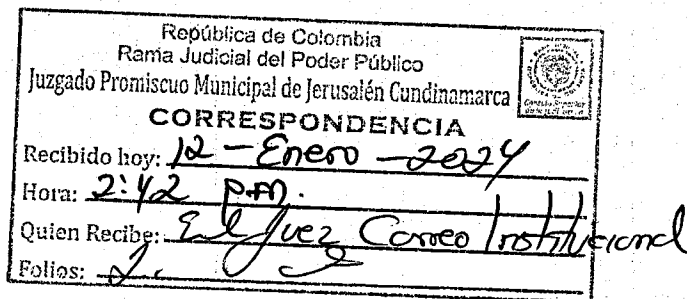 República de Colombia
Rama Judicial del Poder Público
Juzgado Promiscuo Municipal de Jerusalén Cundinamarca
CORRESPONDENCIA
Recibido hoy: 12 - Enero - 2024
Hora: 2:42 p.m.
Quien Recibe: El Juez Correo Institucional
Folios: 2.